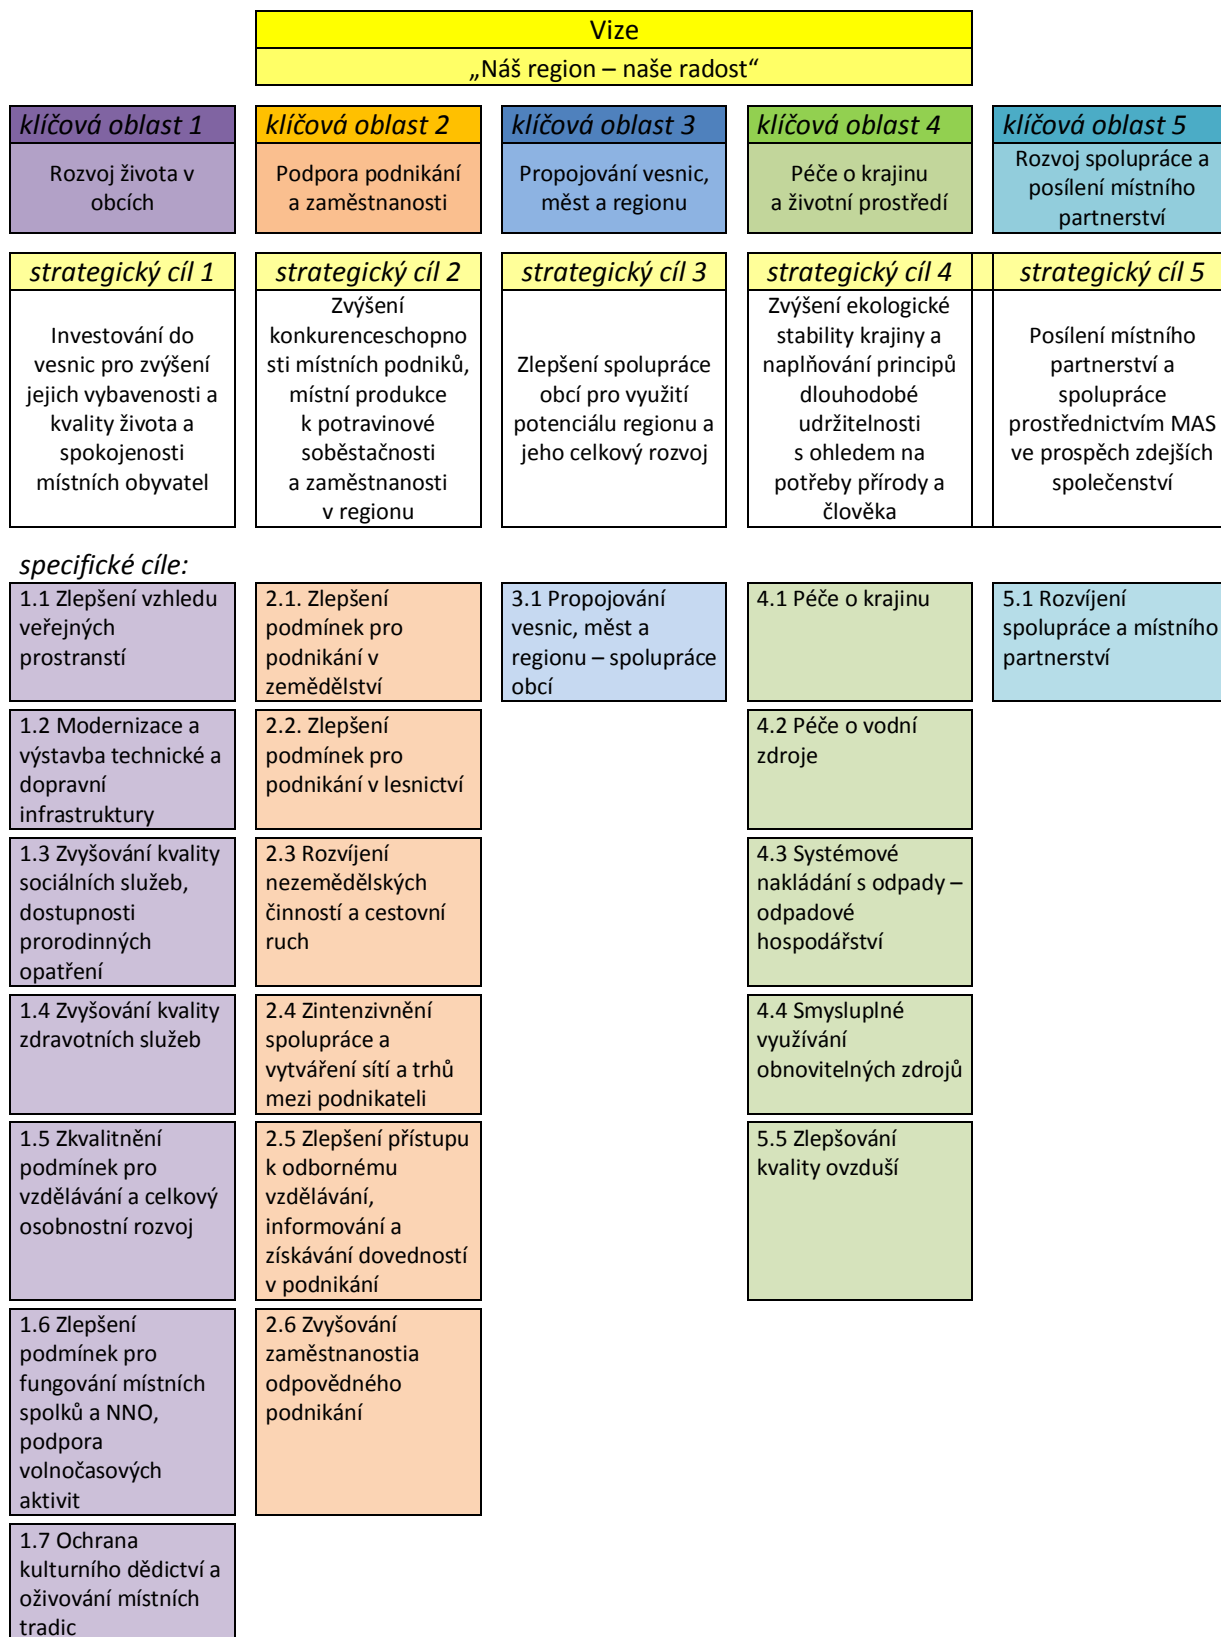 Vize
„Náš region – naše radost“
klíčová oblast 1
Rozvoj života v
obcích
klíčová oblast 2
Podpora podnikání
a zaměstnanosti
klíčová oblast 3
Propojování vesnic,
měst a regionu
klíčová oblast 4
Péče o krajinu
a životní prostředí
klíčová oblast 5
Rozvoj spolupráce a
posílení místního
partnerství
strategický cíl 1
Investování do
vesnic pro zvýšení
jejich vybavenosti a
kvality života a
spokojenosti
místních obyvatel
strategický cíl 2
Zvýšení
konkurenceschopno
sti místních podniků,
místní produkce
k potravinové
soběstačnosti
a zaměstnanosti
v regionu
strategický cíl 3
Zlepšení spolupráce
obcí pro využití
potenciálu regionu a
jeho celkový rozvoj
strategický cíl 4
Zvýšení ekologické
stability krajiny a
naplňování principů
dlouhodobé
udržitelnosti
s ohledem na
potřeby přírody a
člověka
strategický cíl 5
Posílení místního
partnerství a
spolupráce
prostřednictvím MAS
ve prospěch zdejších
společenství
specifické cíle:
1.1 Zlepšení vzhledu
veřejných
prostranstí
1.2 Modernizace a
výstavba technické a
dopravní
infrastruktury
1.3 Zvyšování kvality
sociálních služeb,
dostupnosti
prorodinných
opatření
1.4 Zvyšování kvality
zdravotních služeb
1.5 Zkvalitnění
podmínek pro
vzdělávání a celkový
osobnostní rozvoj
1.6 Zlepšení
podmínek pro
fungování místních
spolků a NNO,
podpora
volnočasových
aktivit
1.7 Ochrana
kulturního dědictví a
oživování místních
tradic
2.1. Zlepšení
podmínek pro
podnikání v
zemědělství
2.2. Zlepšení
podmínek pro
podnikání v lesnictví
2.3 Rozvíjení
nezemědělských
činností a cestovní
ruch
2.4 Zintenzivnění
spolupráce a
vytváření sítí a trhů
mezi podnikateli
2.5 Zlepšení přístupu
k odbornému
vzdělávání,
informování a
získávání dovedností
v podnikání
2.6 Zvyšování
zaměstnanostia
odpovědného
podnikání
3.1 Propojování
vesnic, měst a
regionu – spolupráce
obcí
4.1 Péče o krajinu
4.2 Péče o vodní
zdroje
4.3 Systémové
nakládání s odpady –
odpadové
hospodářství
4.4 Smysluplné
využívání
obnovitelných zdrojů
5.5 Zlepšování
kvality ovzduší
5.1 Rozvíjení
spolupráce a místního
partnerství